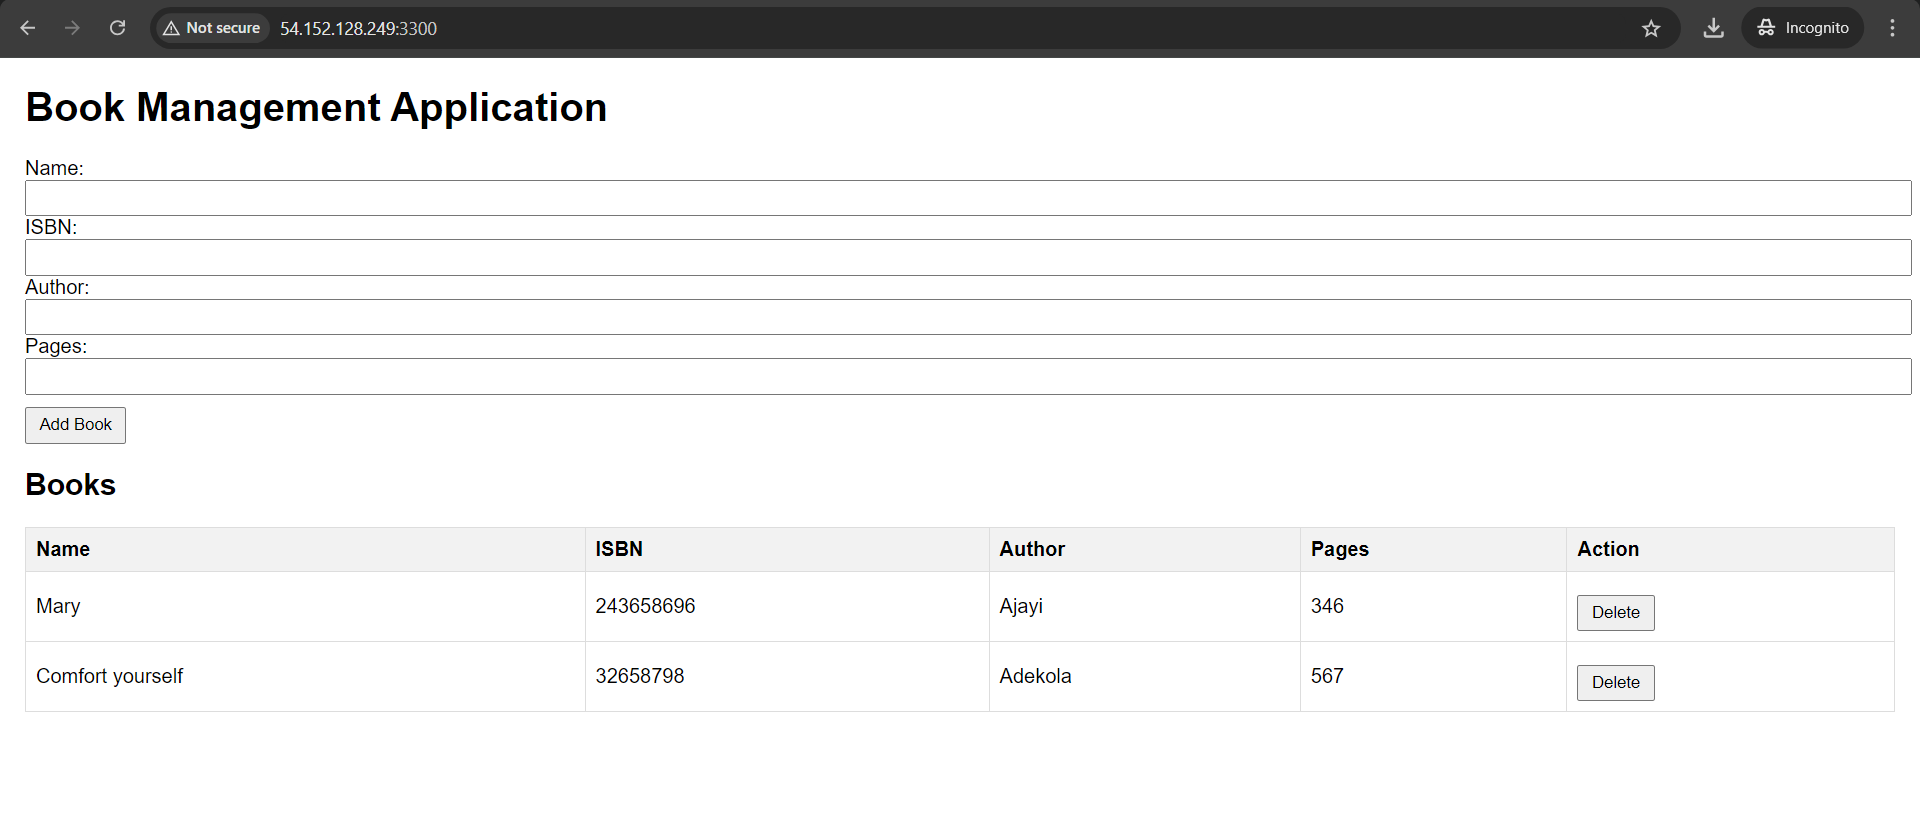 Not secure 54.152.128.249:3300 Incognito
Book Management Application
Name:
ISBN:
Author:
Pages:
Add Book
Books
Name ISBN Author Pages Action
Mary 243658696 Ajayi 346 Delete
Comfort yourself 32658798 Adekola 567 Delete